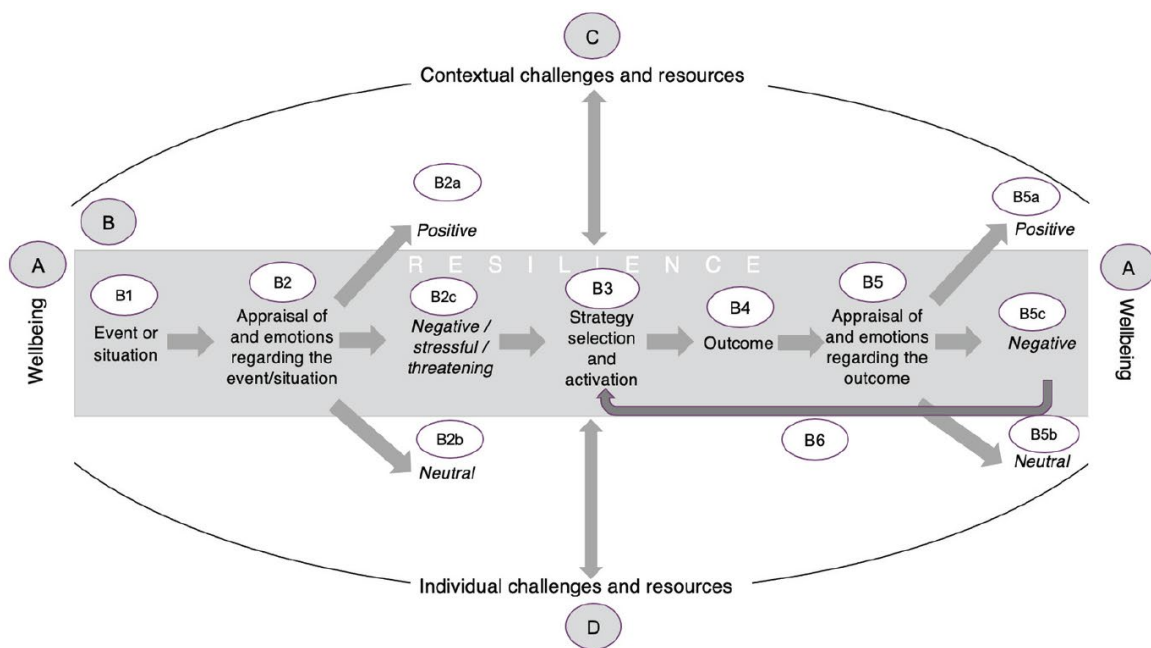 C
Contextual challenges and resources
B2a
Positive
B5a
Positive
B
A
Wellbeing
RESILIENCE
B1
Event or
situation
B2
Appraisal of
and emotions
regarding the
event/situation
B2c
Negative /
stressful /
threatening
B3
Strategy
selection
and
activation
B4
Outcome
B5
Appraisal of
and emotions
regarding the
outcome
B5c
Negative
A
Wellbeing
B2b
Neutral
B6
B5b
Neutral
Individual challenges and resources
D